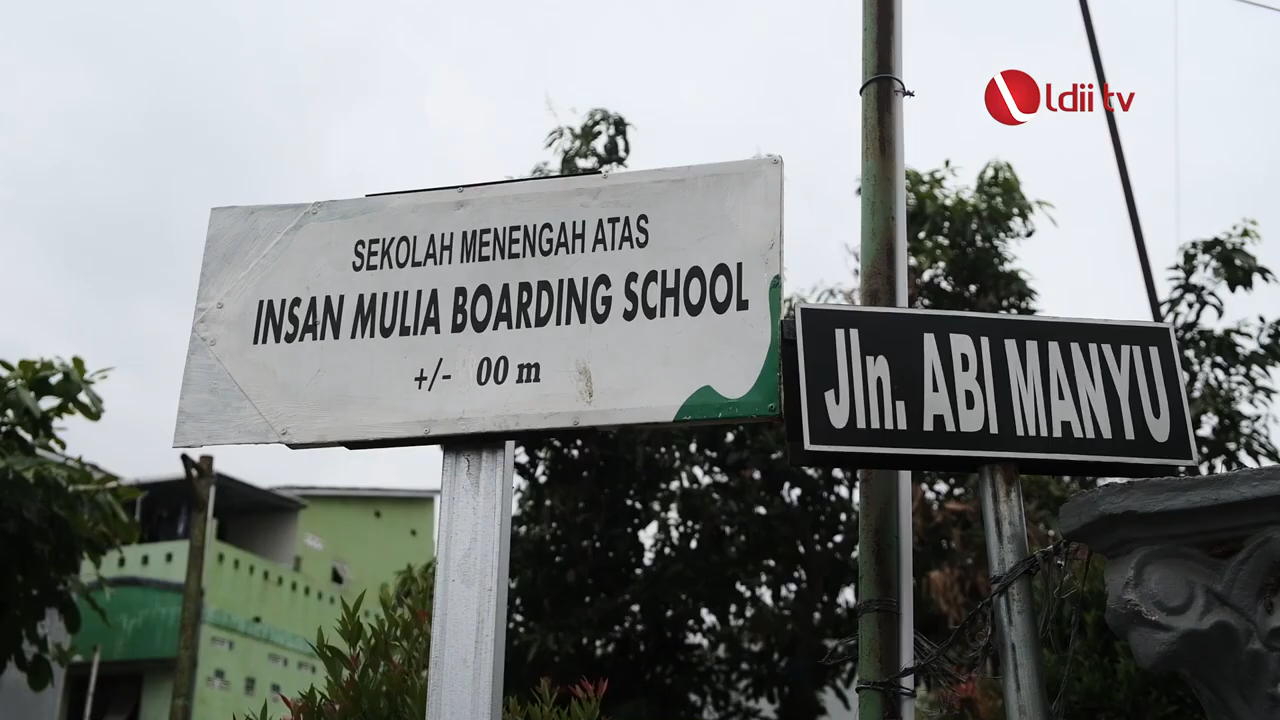 ldii tv
SEKOLAH MENENGAH ATAS
INSAN MULIA BOARDING SCHOOL
+/- 00 m
Jln. ABI MANYU